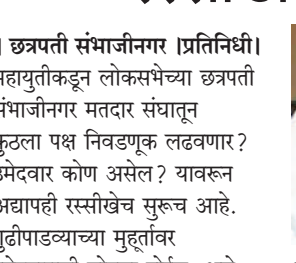 । छत्रपती संभाजीनगर ।प्रतिनिधी।
महायुतीकडून लोकसभेच्या छत्रपती
संभाजीनगर मतदार संघातून
कुठला पक्ष निवडणूक लढवणार?
उमेदवार कोण असेल? यावरून
अद्यापही रस्सीखेच सुरूच आहे.
गुढीपाडव्याच्या मुहूर्तावर